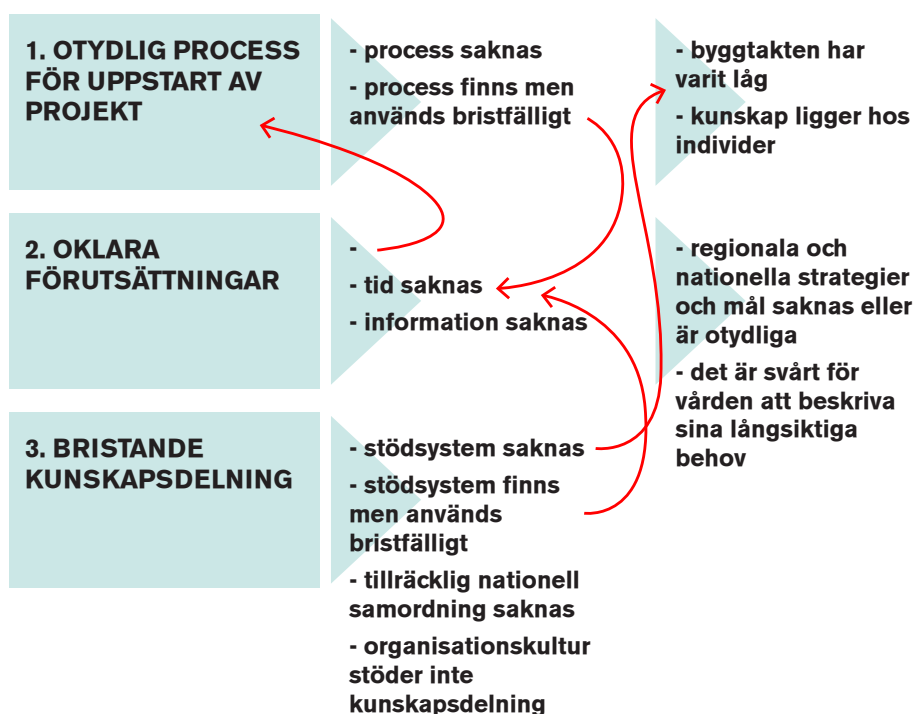 1. OTYDLIG PROCESS
FÖR UPPSTART AV
PROJEKT
- process saknas
- process finns men
används bristfälligt
- byggtakten har
varit låg
- kunskap ligger hos
individer
2. OKLARA
FÖRUTSÄTTNINGAR
-
- tid saknas
- information saknas
- regionala och
nationella strategier
och mål saknas eller
är otydliga
- det är svårt för
vården att beskriva
sina långsiktiga
behov
3. BRISTANDE
KUNSKAPSDELNING
- stödsystem saknas
- stödsystem finns
men används
bristfälligt
- tillräcklig nationell
samordning saknas
- organisationskultur
stöder inte
kunskapsdelning